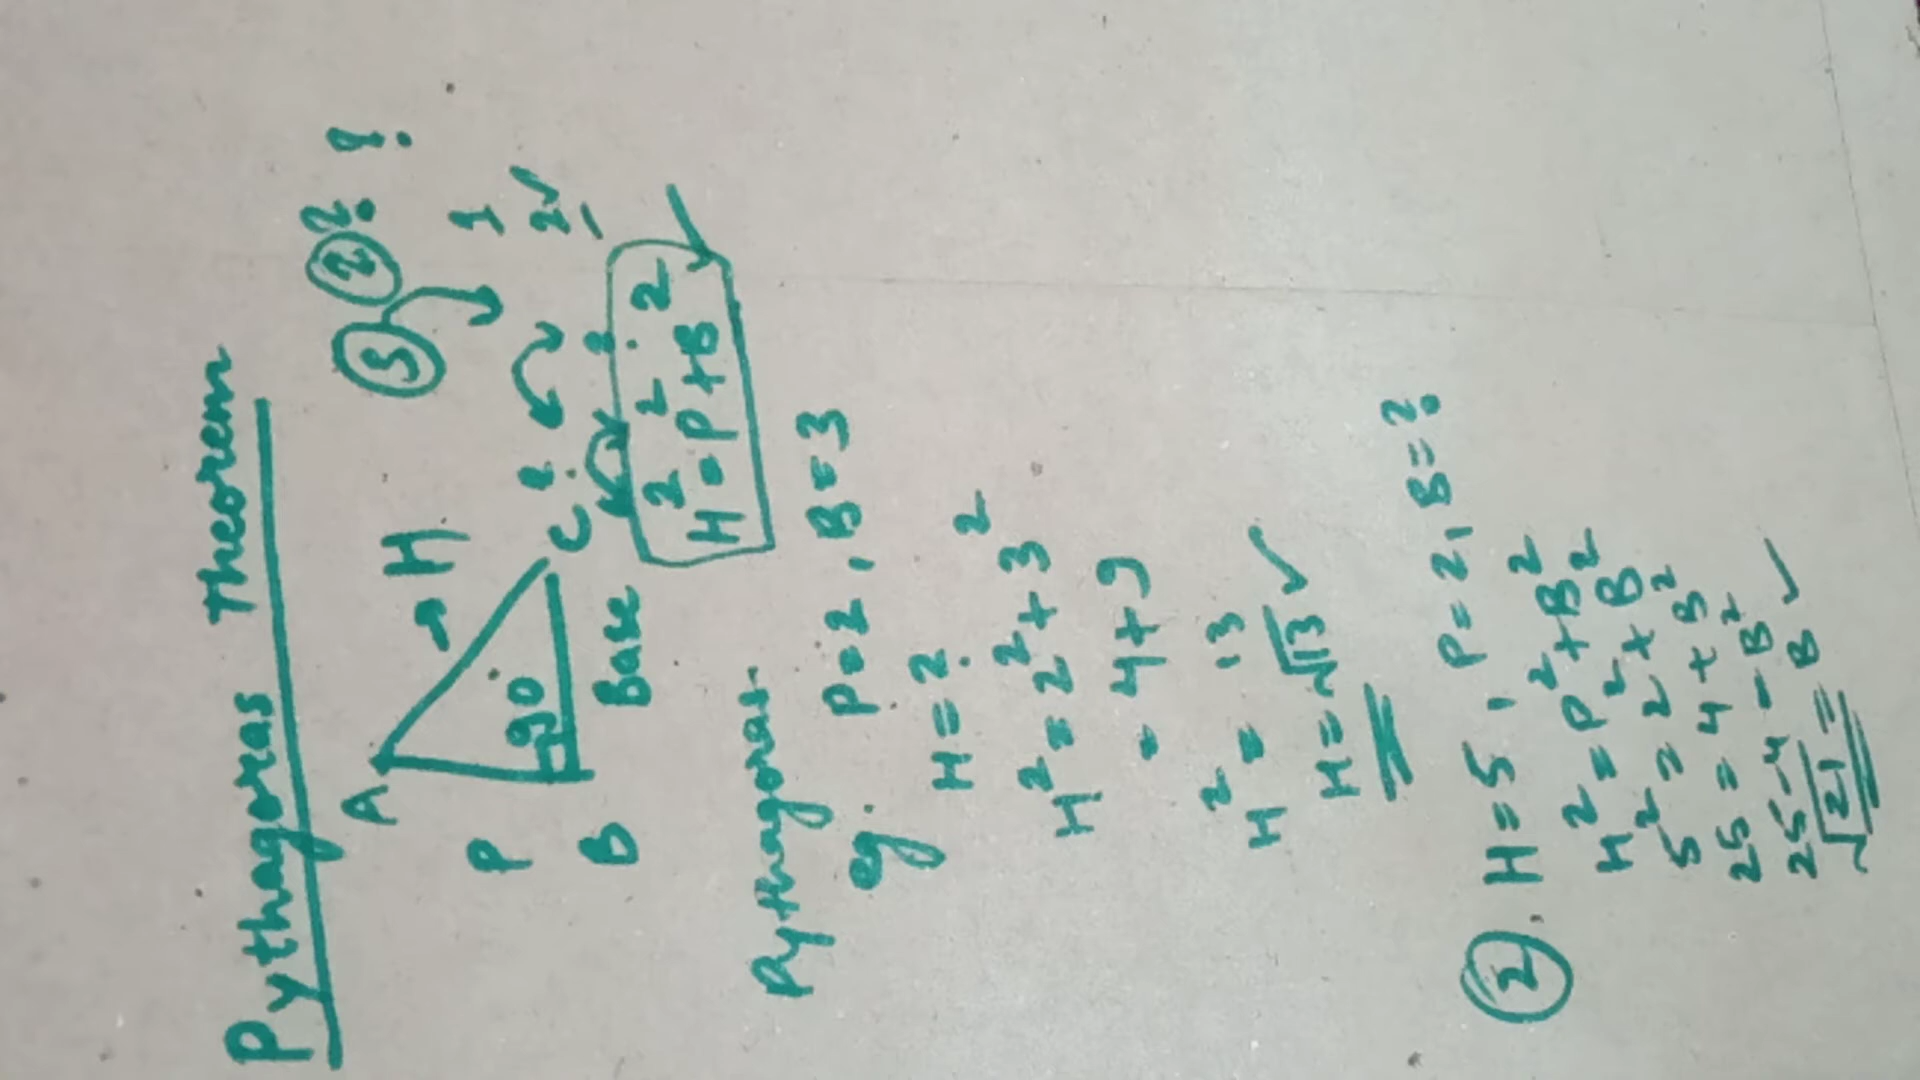 Pythagoreas Theorem
A
H
3 2 ? !
P
90
C
1
2
B Base
H² = P² + B²
Pythagoras
eg. P=2, B=3
H=?
H² = 2² + 3²
= 4+9
H² = 13
H=√13
2. H=5, P=2, B=?
H² = P² + B²
5² = 2² + B²
25 = 4 + B²
25-4 = B²
√21 = B